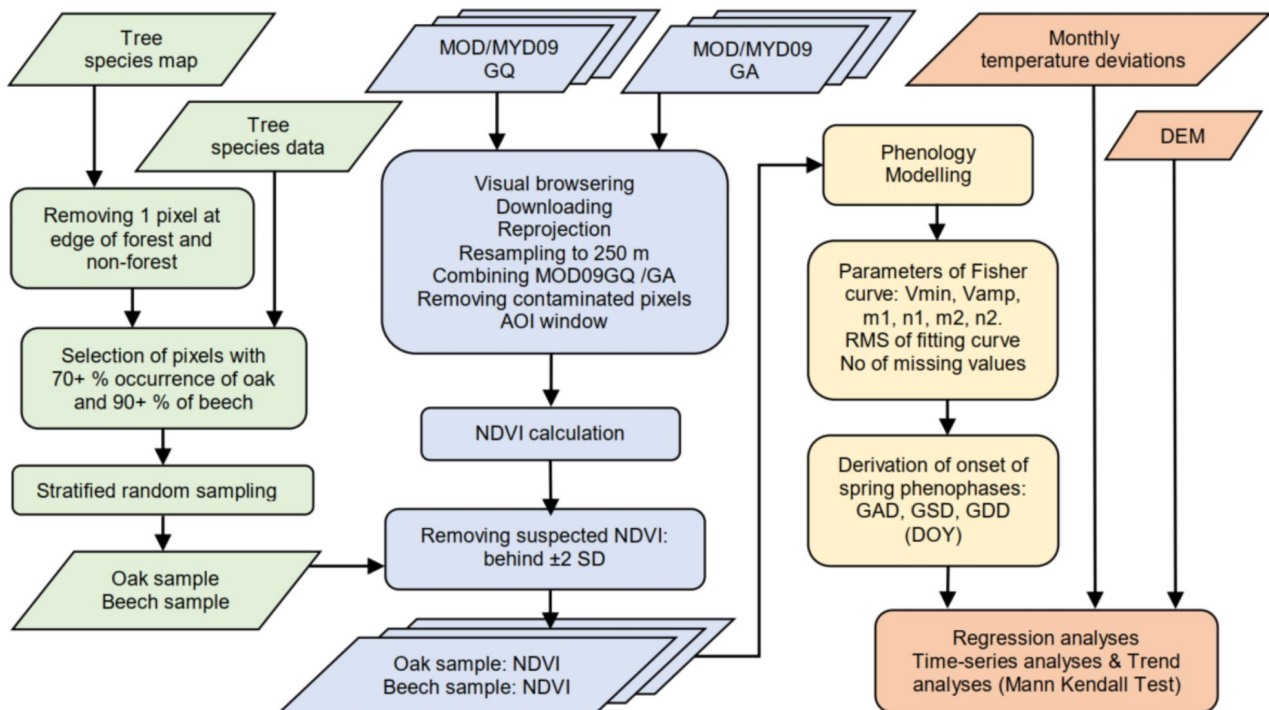 Tree
species map
Tree
species data
Removing 1 pixel at
edge of forest and
non-forest
Selection of pixels with
70+ % occurrence of oak
and 90+ % of beech
Stratified random sampling
Oak sample
Beech sample
MOD/MYD09
GQ
MOD/MYD09
GA
Visual browsering
Downloading
Reprojection
Resampling to 250 m
Combining MOD09GQ /GA
Removing contaminated pixels
AOI window
NDVI calculation
Removing suspected NDVI:
behind ±2 SD
Oak sample: NDVI
Beech sample: NDVI
Phenology
Modelling
Parameters of Fisher
curve: Vmin, Vamp,
m1, n1, m2, n2.
RMS of fitting curve
No of missing values
Derivation of onset of
spring phenophases:
GAD, GSD, GDD
(DOY)
Monthly
temperature deviations
DEM
Regression analyses
Time-series analyses & Trend
analyses (Mann Kendall Test)